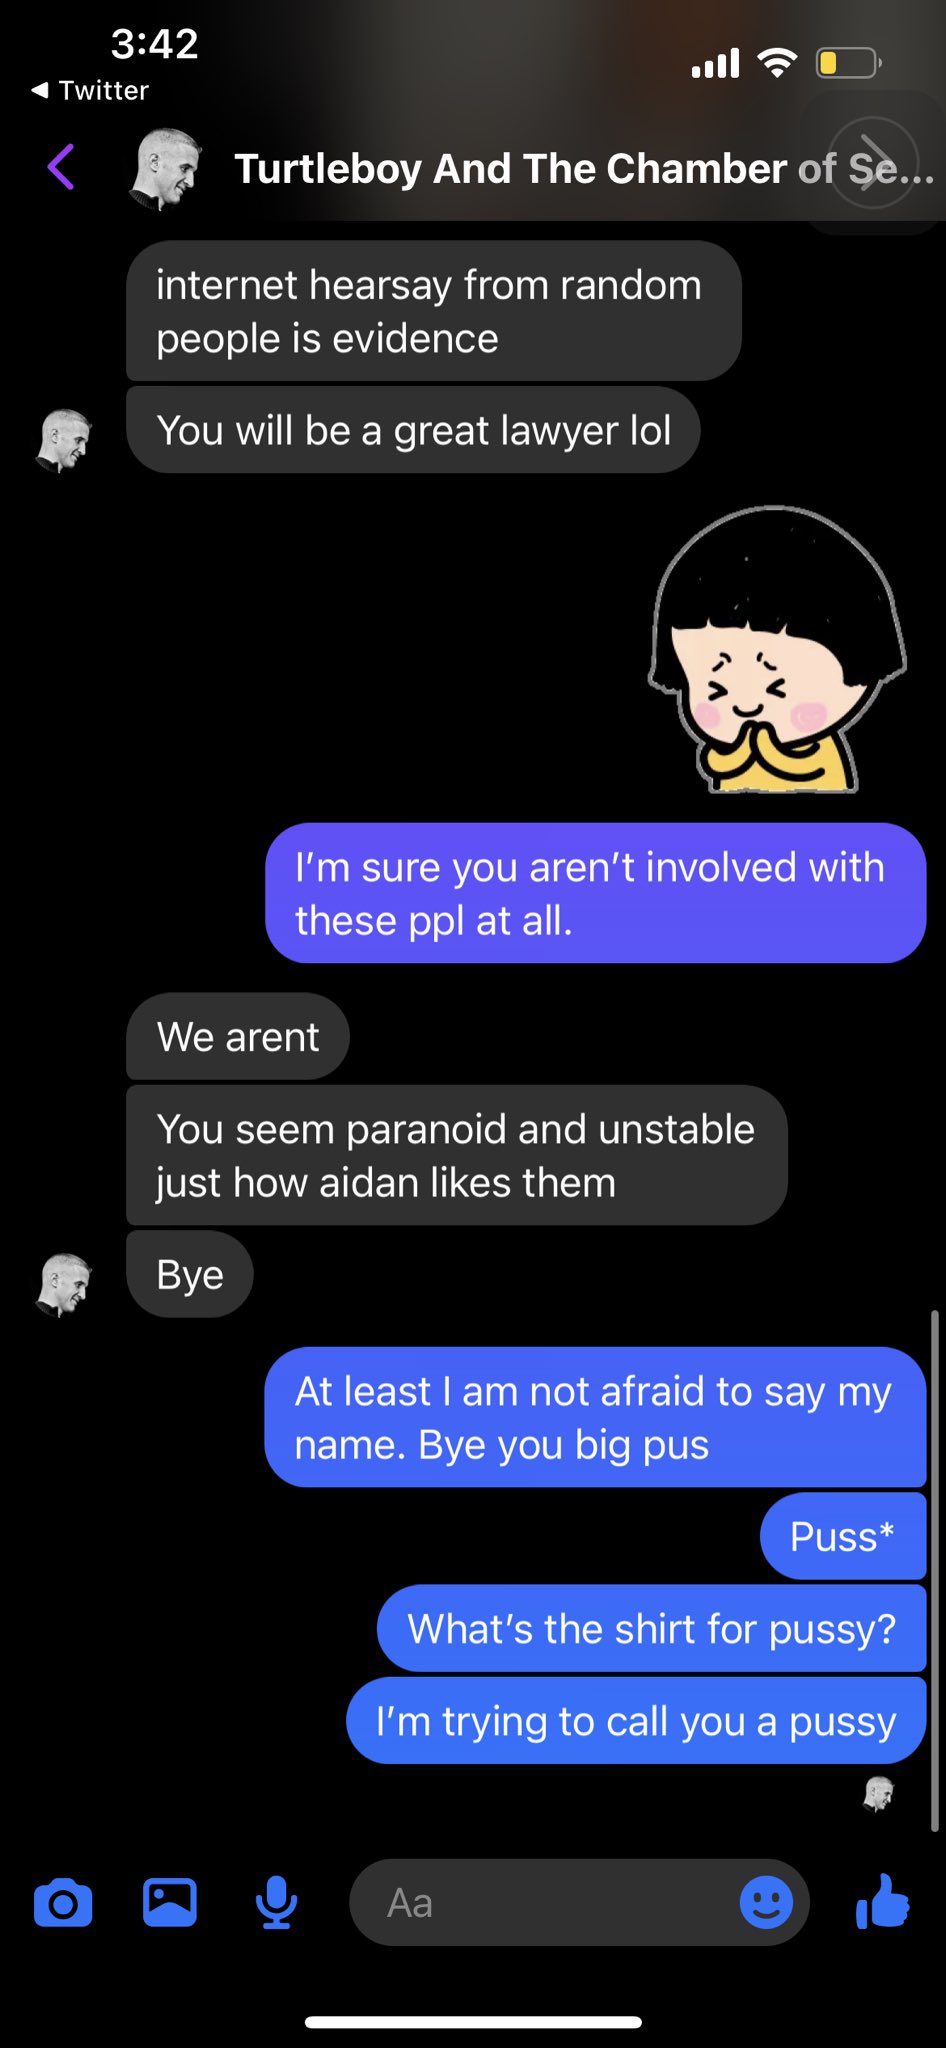 3:42
Twitter
Turtleboy And The Chamber of Se...
internet hearsay from random
people is evidence
You will be a great lawyer lol
I'm sure you aren't involved with
these ppl at all.
We arent
You seem paranoid and unstable
just how aidan likes them
Bye
At least I am not afraid to say my
name. Bye you big pus
Puss*
What's the shirt for pussy?
I'm trying to call you a pussy
Aa